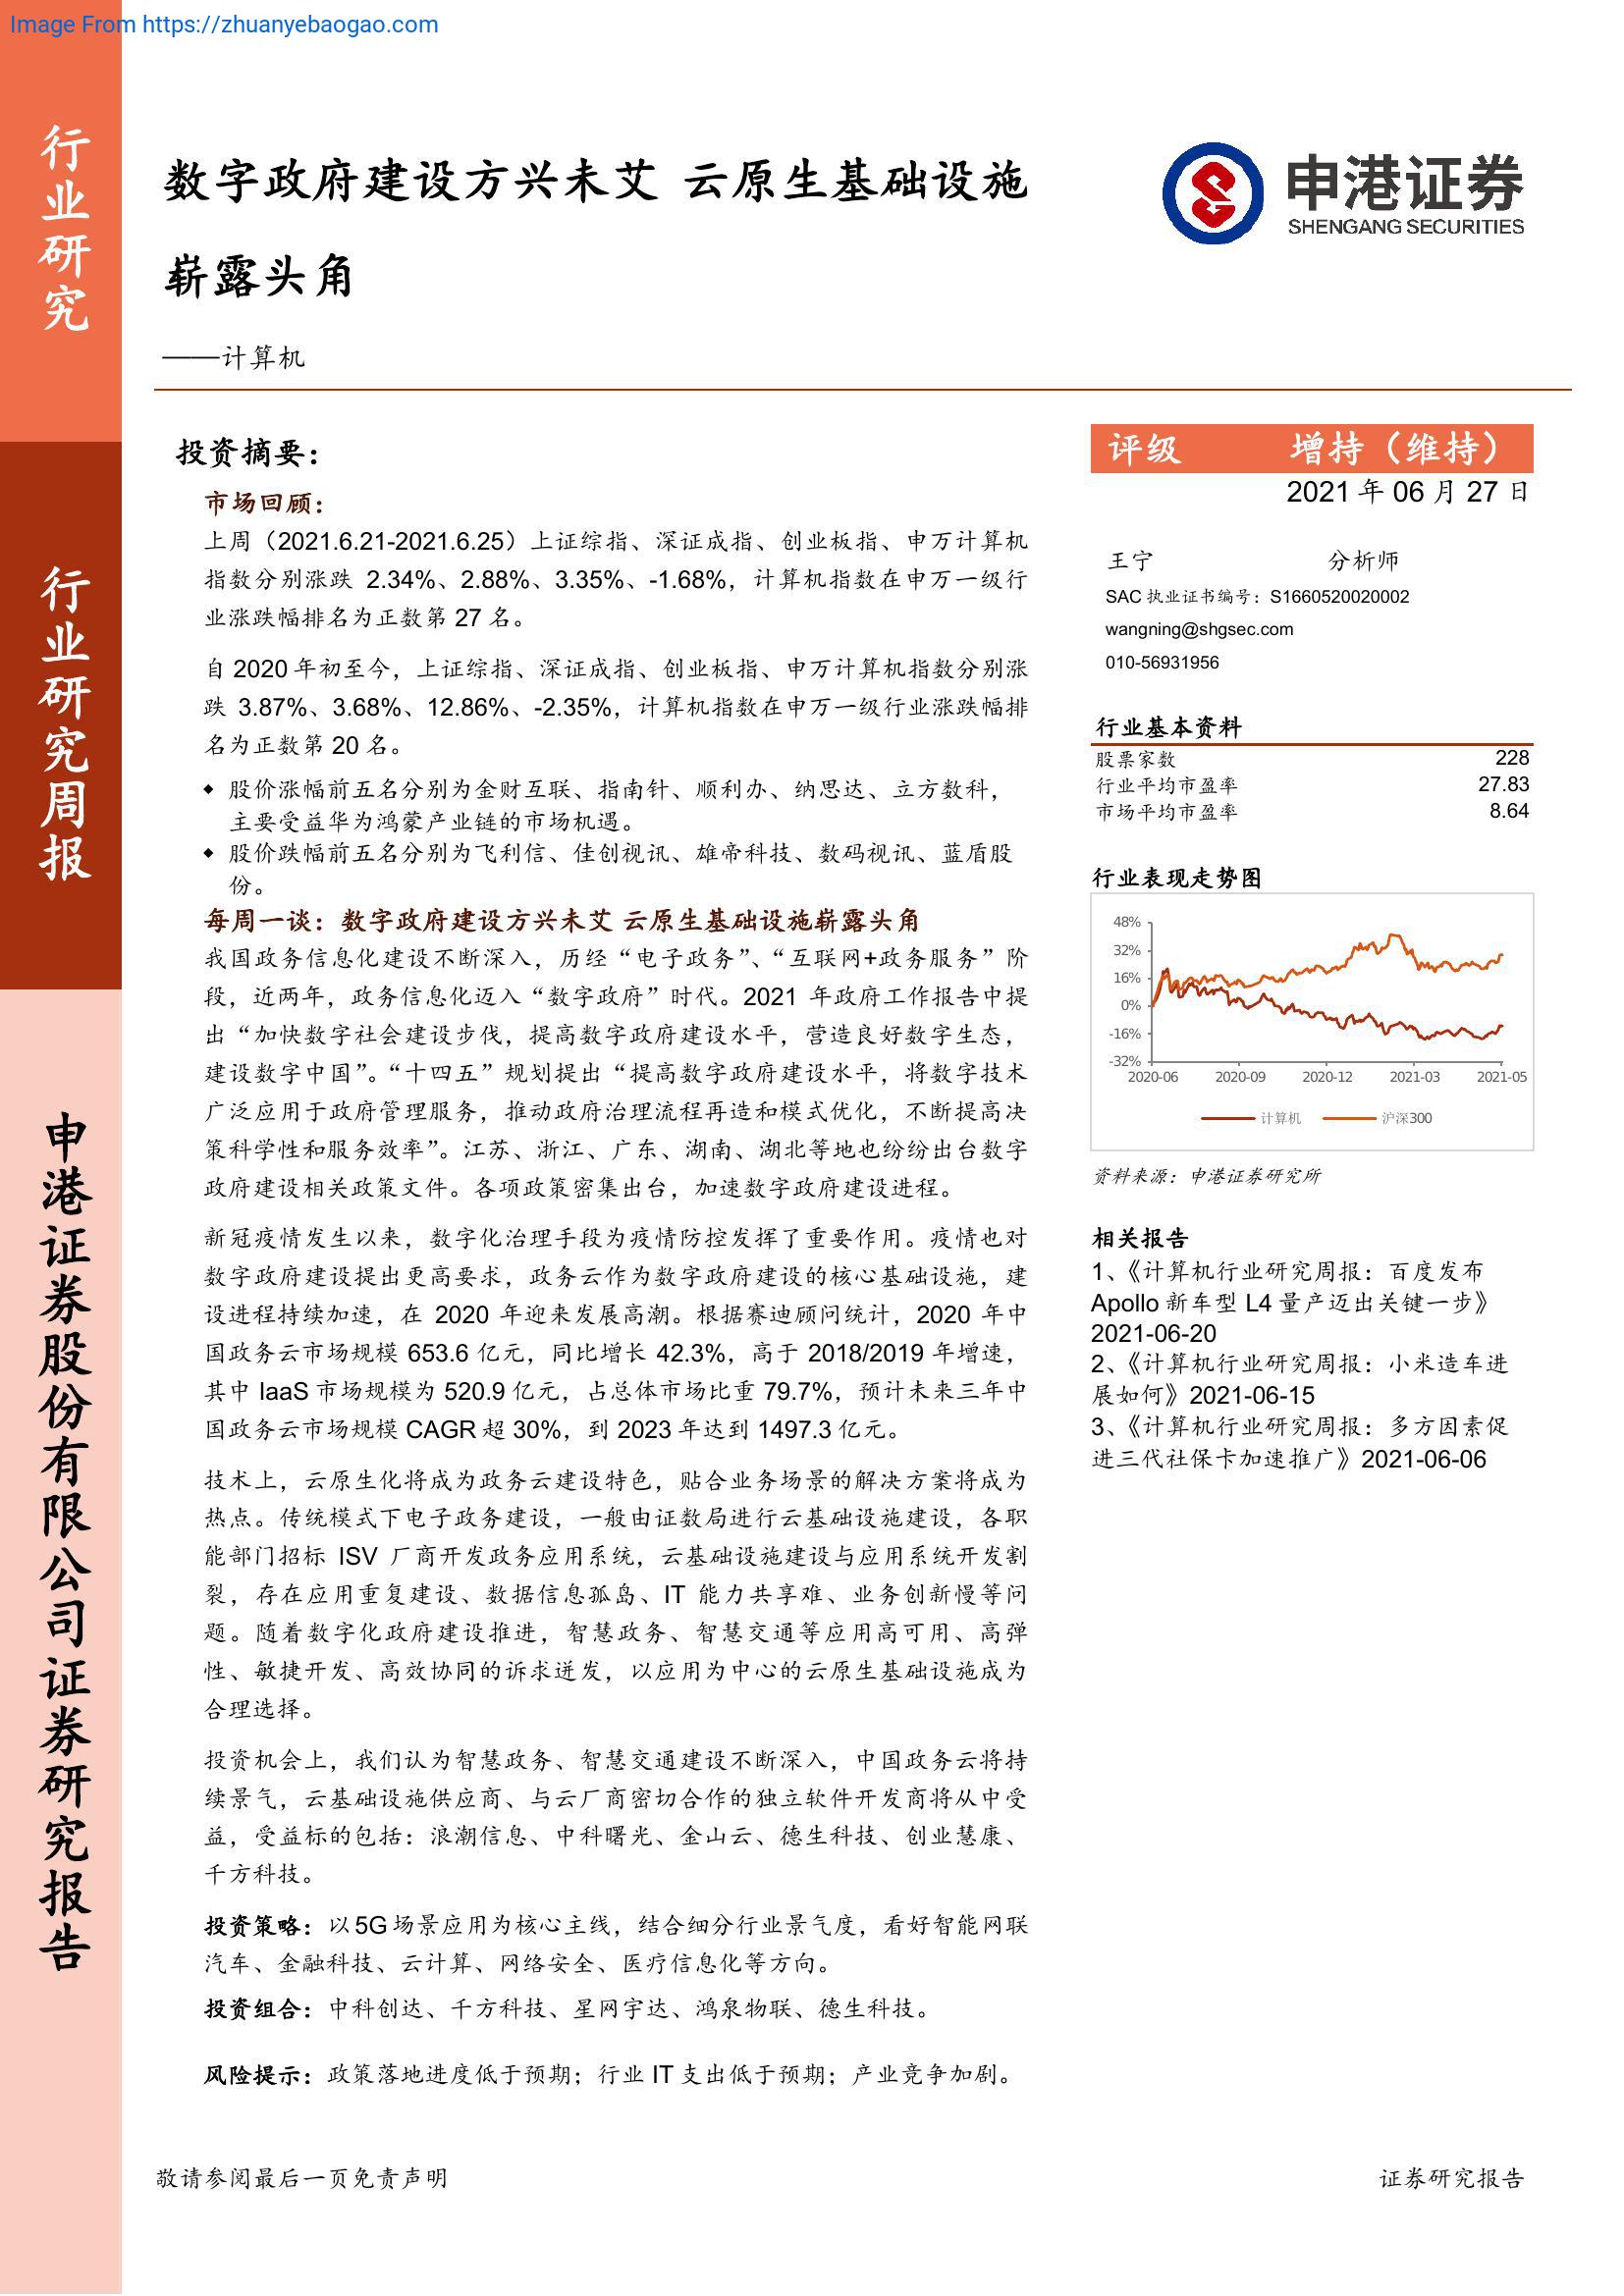 Image From https://zhuanyebaogao.com
行业研究
行业研究周报
申港证券股份有限公司证券研究报告
数字政府建设方兴未艾 云原生基础设施
崭露头角
——计算机
申港证券
SHENGANG SECURITIES
投资摘要：
市场回顾：
上周（2021.6.21-2021.6.25）上证综指、深证成指、创业板指、申万计算机
指数分别涨跌 2.34%、2.88%、3.35%、-1.68%，计算机指数在申万一级行
业涨跌幅排名为正数第 27 名。
自 2020 年初至今，上证综指、深证成指、创业板指、申万计算机指数分别涨
跌 3.87%、3.68%、12.86%、-2.35%，计算机指数在申万一级行业涨跌幅排
名为正数第 20 名。
◆ 股价涨幅前五名分别为金财互联、指南针、顺利办、纳思达、立方数科，
主要受益华为鸿蒙产业链的市场机遇。
◆ 股价跌幅前五名分别为飞利信、佳创视讯、雄帝科技、数码视讯、蓝盾股
份。
每周一谈：数字政府建设方兴未艾 云原生基础设施崭露头角
我国政务信息化建设不断深入，历经“电子政务”、“互联网+政务服务”阶
段，近两年，政务信息化迈入“数字政府”时代。2021 年政府工作报告中提
出“加快数字社会建设步伐，提高数字政府建设水平，营造良好数字生态，
建设数字中国”。“十四五”规划提出“提高数字政府建设水平，将数字技术
广泛应用于政府管理服务，推动政府治理流程再造和模式优化，不断提高决
策科学性和服务效率”。江苏、浙江、广东、湖南、湖北等地也纷纷出台数字
政府建设相关政策文件。各项政策密集出台，加速数字政府建设进程。
新冠疫情发生以来，数字化治理手段为疫情防控发挥了重要作用。疫情也对
数字政府建设提出更高要求，政务云作为数字政府建设的核心基础设施，建
设进程持续加速，在 2020 年迎来发展高潮。根据赛迪顾问统计，2020 年中
国政务云市场规模 653.6 亿元，同比增长 42.3%，高于 2018/2019 年增速，
其中 IaaS 市场规模为 520.9 亿元，占总体市场比重 79.7%，预计未来三年中
国政务云市场规模 CAGR 超 30%，到 2023 年达到 1497.3 亿元。
技术上，云原生化将成为政务云建设特色，贴合业务场景的解决方案将成为
热点。传统模式下电子政务建设，一般由证数局进行云基础设施建设，各职
能部门招标 ISV 厂商开发政务应用系统，云基础设施建设与应用系统开发割
裂，存在应用重复建设、数据信息孤岛、IT 能力共享难、业务创新慢等问
题。随着数字化政府建设推进，智慧政务、智慧交通等应用高可用、高弹
性、敏捷开发、高效协同的诉求迸发，以应用为中心的云原生基础设施成为
合理选择。
投资机会上，我们认为智慧政务、智慧交通建设不断深入，中国政务云将持
续景气，云基础设施供应商、与云厂商密切合作的独立软件开发商将从中受
益，受益标的包括：浪潮信息、中科曙光、金山云、德生科技、创业慧康、
千方科技。
投资策略：以 5G 场景应用为核心主线，结合细分行业景气度，看好智能网联
汽车、金融科技、云计算、网络安全、医疗信息化等方向。
投资组合：中科创达、千方科技、星网宇达、鸿泉物联、德生科技。
风险提示：政策落地进度低于预期；行业 IT 支出低于预期；产业竞争加剧。
评级 增持（维持）
2021 年 06 月 27 日
王宁 分析师
SAC 执业证书编号：S1660520020002
wangning@shgsec.com
010-56931956
行业基本资料
股票家数 228
行业平均市盈率 27.83
市场平均市盈率 8.64
行业表现走势图
48%
32%
16%
0%
-16%
-32%
2020-06 2020-09 2020-12 2021-03 2021-05
计算机 沪深300
资料来源：申港证券研究所
相关报告
1、《计算机行业研究周报：百度发布
Apollo 新车型 L4 量产迈出关键一步》
2021-06-20
2、《计算机行业研究周报：小米造车进
展如何》2021-06-15
3、《计算机行业研究周报：多方因素促
进三代社保卡加速推广》2021-06-06
敬请参阅最后一页免责声明
证券研究报告